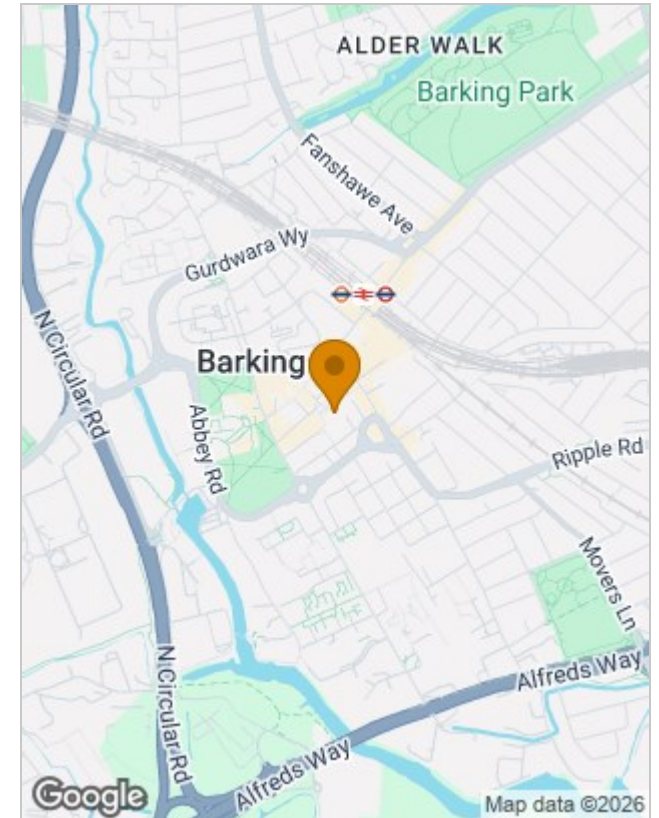 ALDER WALK
Barking Park
Fanshawe Ave
Gurdwara Wy
N Circular Rd
Barking
Abbey Rd
Ripple Rd
Movers Ln
N Circular Rd
Alfreds Way
Alfreds Way
Google
Map data ©2026